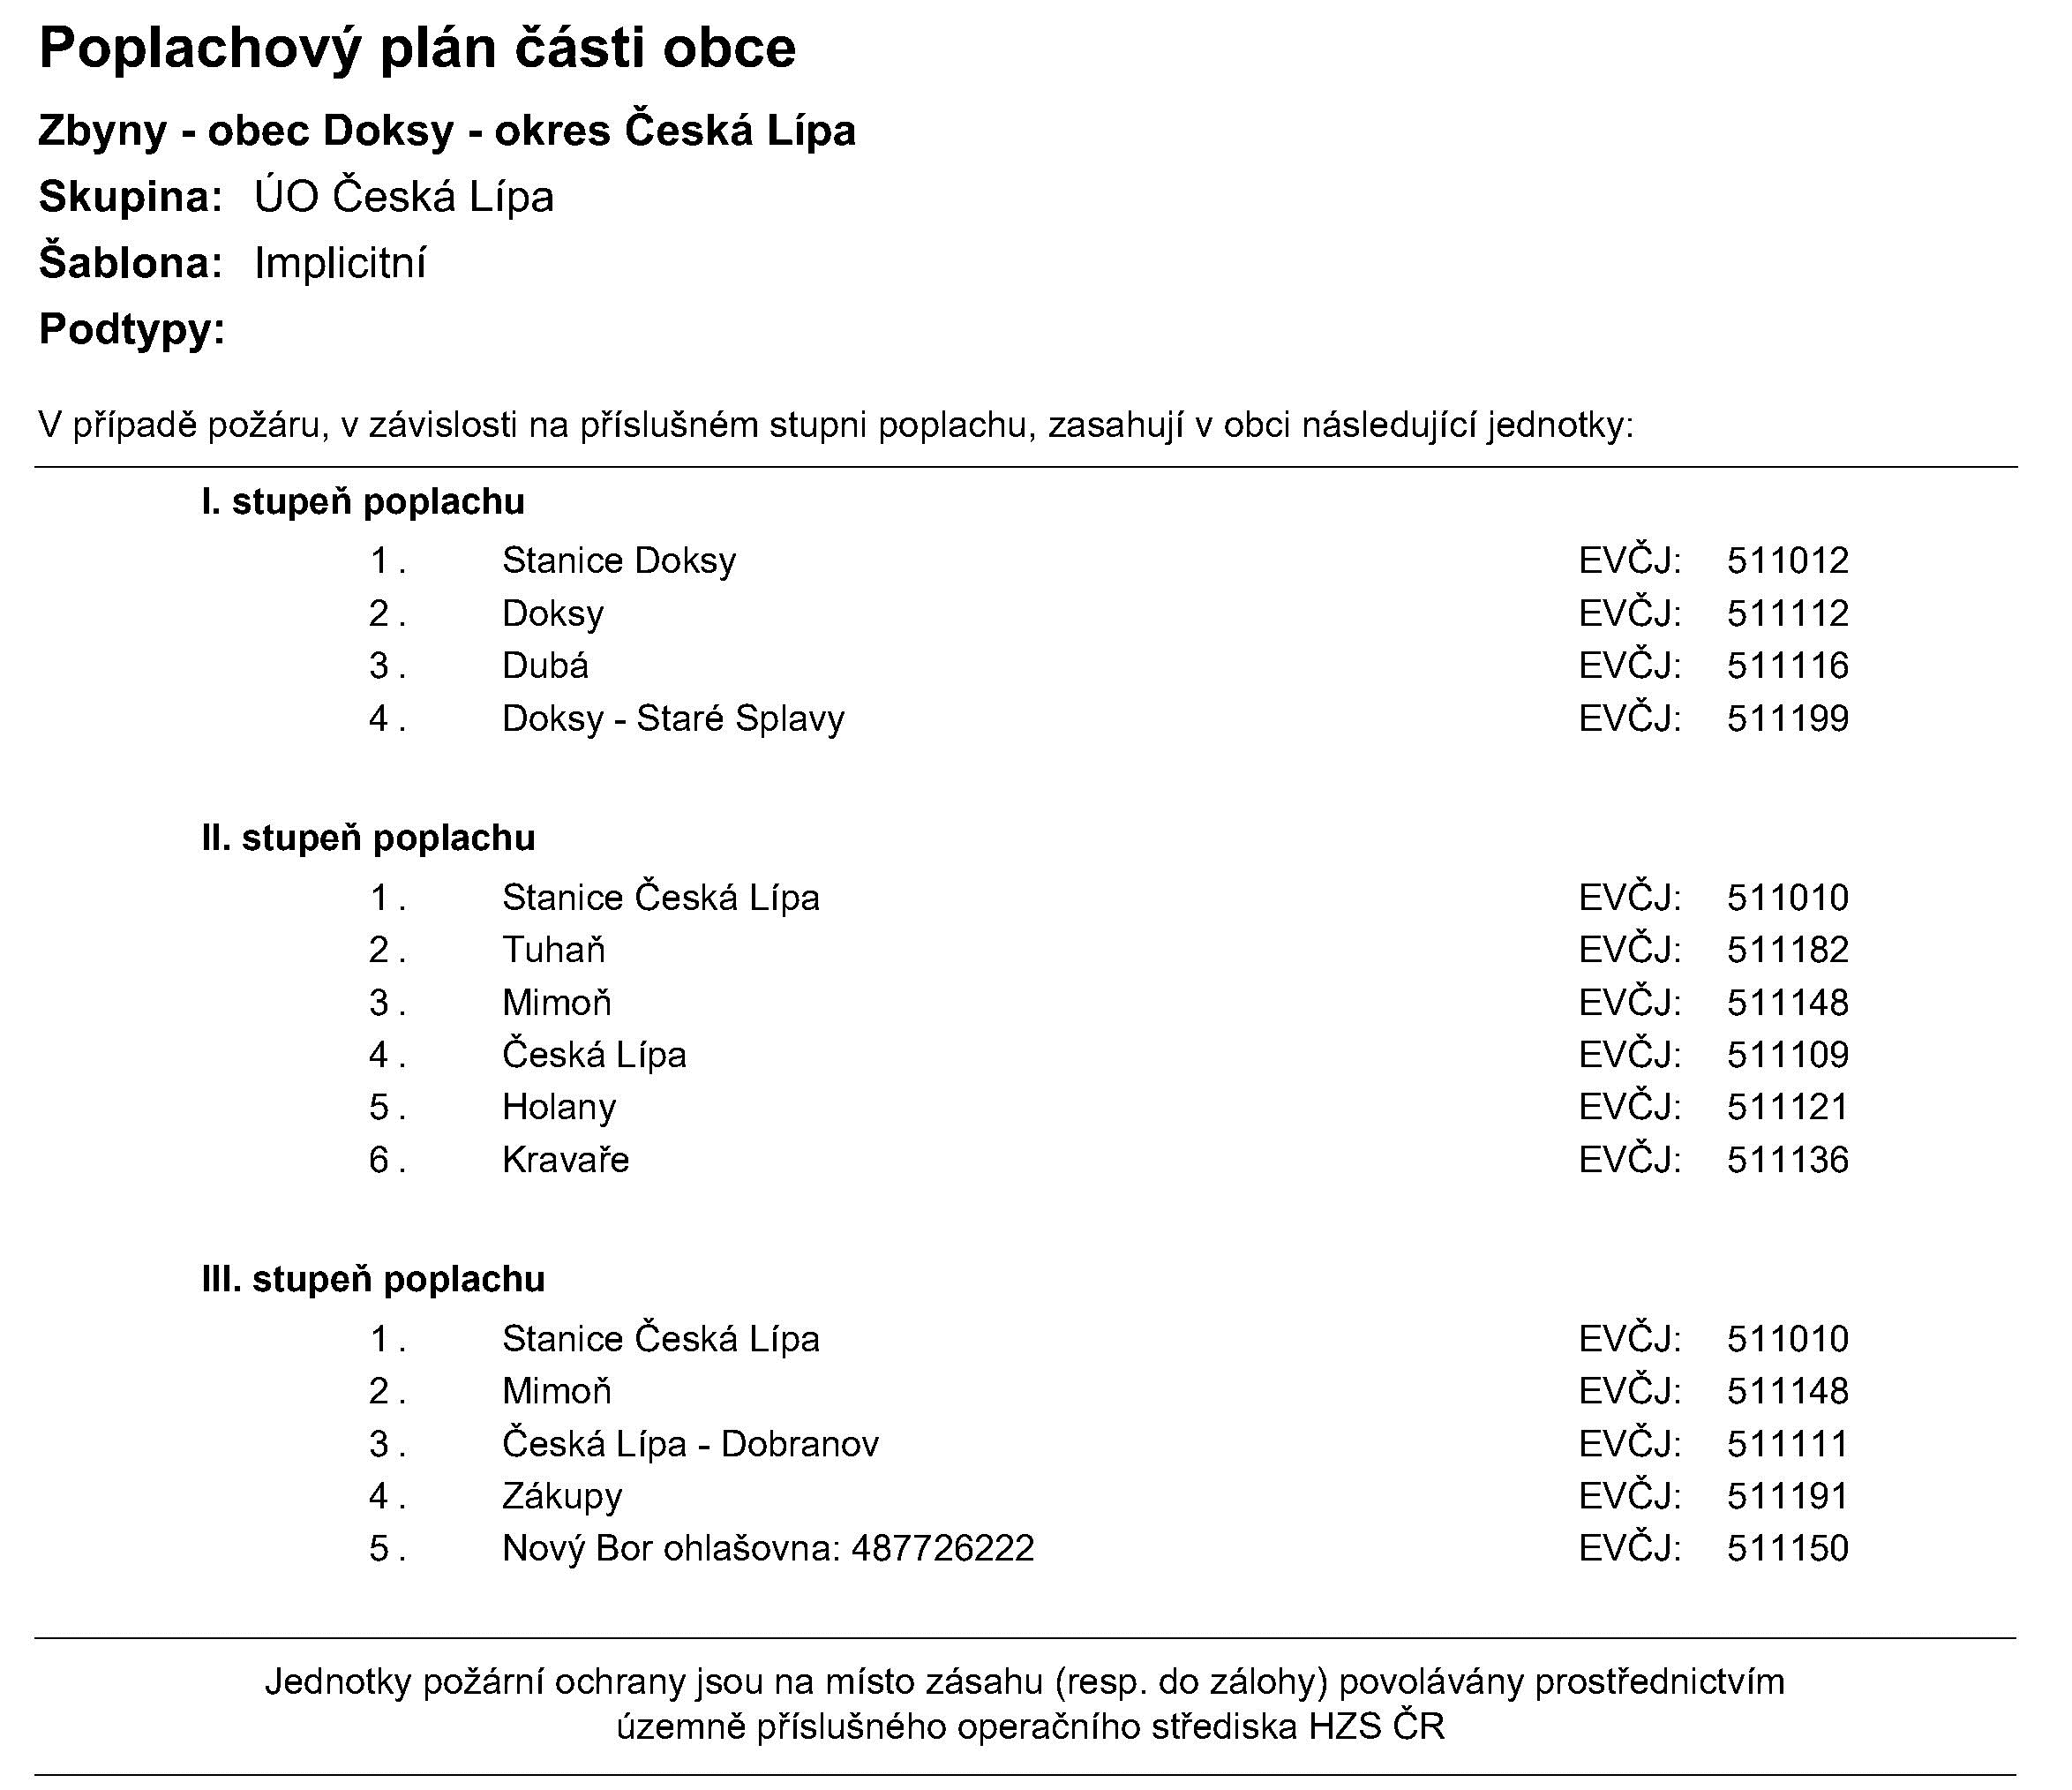 Poplachový plán části obce
Zbyny - obec Doksy - okres Česká Lípa
Skupina: ÚO Česká Lípa
Šablona: Implicitní
Podtypy:
V případě požáru, v závislosti na příslušném stupni poplachu, zasahují v obci následující jednotky:
I. stupeň poplachu
1 . Stanice Doksy EVČJ: 511012
2 . Doksy EVČJ: 511112
3 . Dubá EVČJ: 511116
4 . Doksy - Staré Splavy EVČJ: 511199
II. stupeň poplachu
1 . Stanice Česká Lípa EVČJ: 511010
2 . Tuhaň EVČJ: 511182
3 . Mimoň EVČJ: 511148
4 . Česká Lípa EVČJ: 511109
5 . Holany EVČJ: 511121
6 . Kravaře EVČJ: 511136
III. stupeň poplachu
1 . Stanice Česká Lípa EVČJ: 511010
2 . Mimoň EVČJ: 511148
3 . Česká Lípa - Dobranov EVČJ: 511111
4 . Zákupy EVČJ: 511191
5 . Nový Bor ohlašovna: 487726222 EVČJ: 511150
Jednotky požární ochrany jsou na místo zásahu (resp. do zálohy) povolávány prostřednictvím
územně příslušného operačního střediska HZS ČR